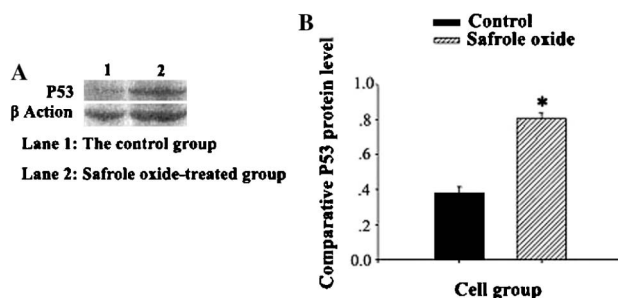 A
1 2
P53
β Action
Lane 1: The control group
Lane 2: Safrole oxide-treated group
B
Control
Safrole oxide
Comparative P53 protein level
1.0
.8
.6
.4
.2
0.0
*
Cell group